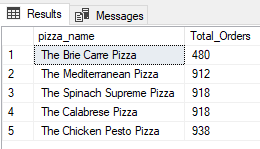 Results Messages
pizza_name Total_Orders
1 The Brie Carre Pizza 480
2 The Mediterranean Pizza 912
3 The Spinach Supreme Pizza 918
4 The Calabrese Pizza 918
5 The Chicken Pesto Pizza 938